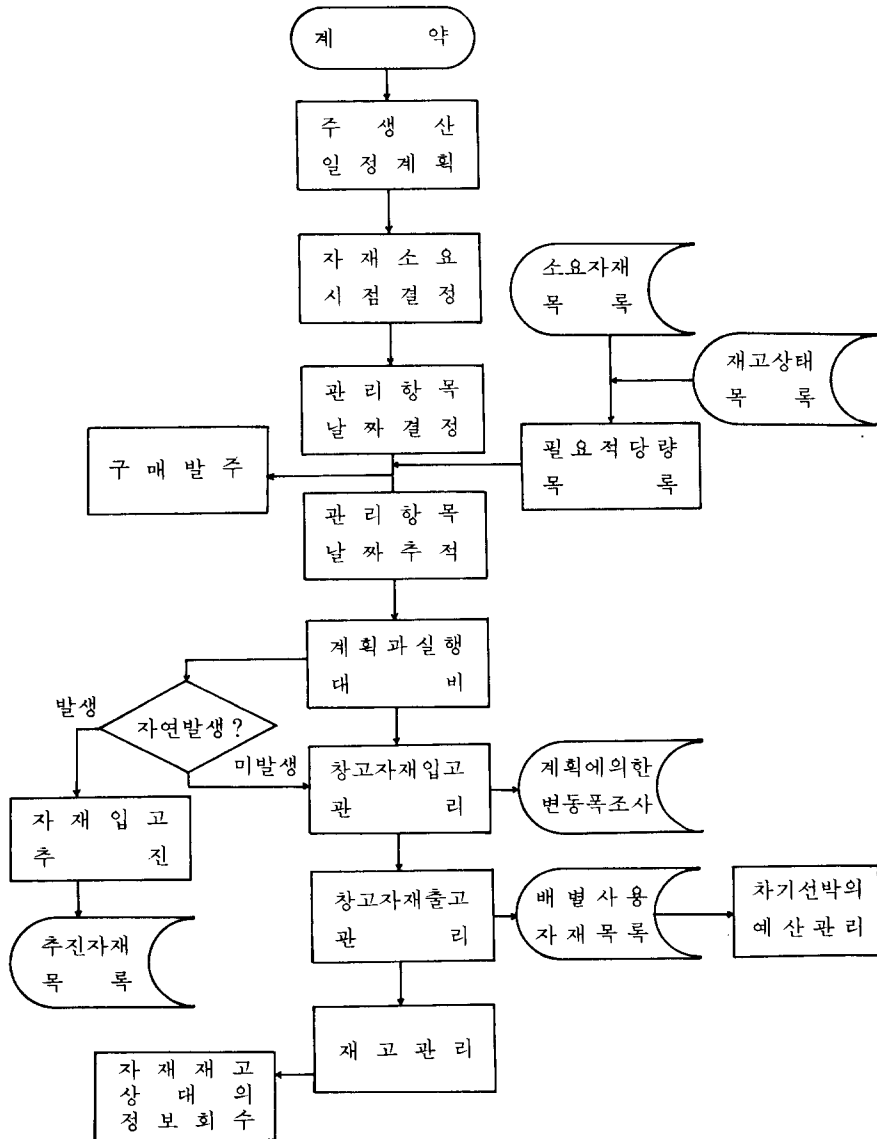 계 약
주 생 산
일 정 계 획
자 재 소 요
시 점 결 정
소요자재
목 록
재고상태
목 록
관 리 항 목
날 짜 결 정
구 매 발 주
필요적당량
목 록
관 리 항 목
날 짜 추 적
계 획 과 실 행
대 비
발생
자연발생?
미발생
창고자재입고
관 리
계획에의한
변동폭조사
자 재 입 고
추 진
창고자재출고
관 리
배 별 사 용
자 재 목 록
차기선박의
예 산 관 리
추진자재
목 록
재 고 관 리
자 재 재 고
상 대 의
정 보 회 수